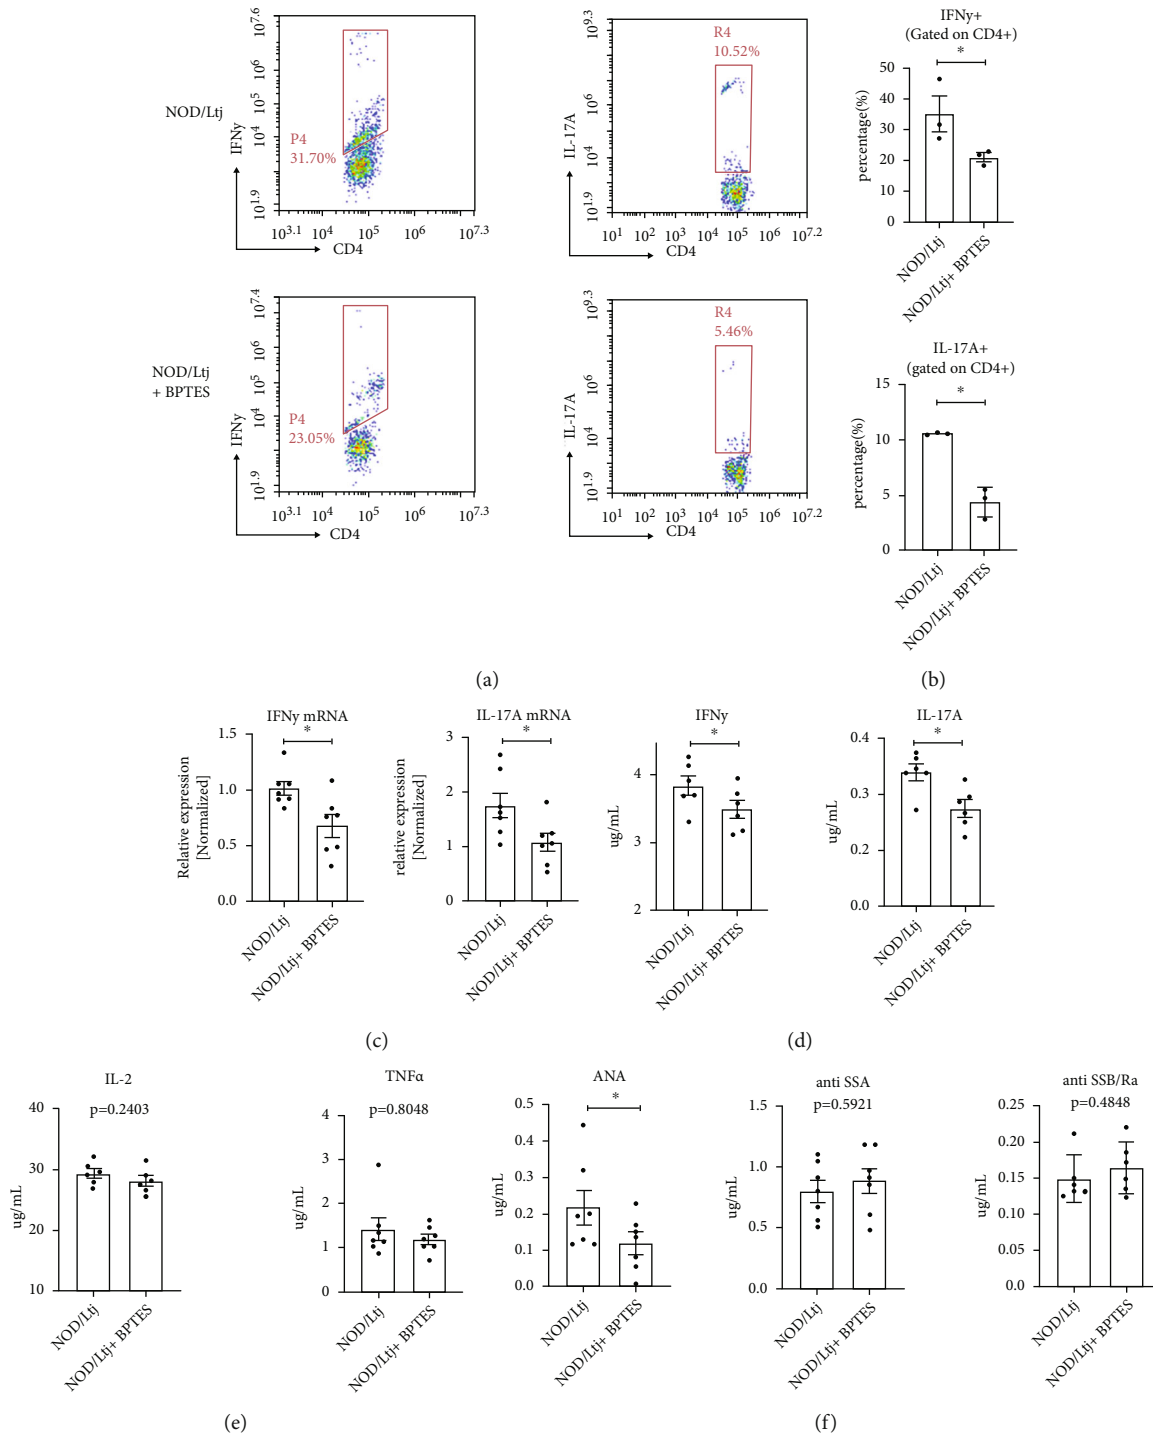 NOD/Ltj
IFNy
10^7.6
10^6
10^5
10^4
10^1.9
P4
31.70%
10^3.1 10^4 10^5 10^6 10^7.3
CD4
IL-17A
10^9.3
10^6
10^4
10^1.9
R4
10.52%
10^1 10^2 10^3 10^4 10^5 10^6 10^7.2
CD4
IFNy+
(Gated on CD4+)
*
percentage(%)
50
40
30
20
10
0
NOD/Ltj
NOD/Ltj+ BPTES
NOD/Ltj
+ BPTES
IFNy
10^7.4
10^6
10^5
10^4
10^1.9
P4
23.05%
10^3.1 10^4 10^5 10^6 10^7.3
CD4
IL-17A
10^9.3
10^6
10^4
10^1.9
R4
5.46%
10^1 10^2 10^3 10^4 10^5 10^6 10^7.2
CD4
IL-17A+
(gated on CD4+)
*
percentage(%)
15
10
5
0
NOD/Ltj
NOD/Ltj+ BPTES
(a)
(b)
IFNy mRNA
*
Relative expression
[Normalized]
1.5
1.0
0.5
0.0
NOD/Ltj
NOD/Ltj+ BPTES
IL-17A mRNA
*
relative expression
[Normalized]
3
2
1
0
NOD/Ltj
NOD/Ltj+ BPTES
IFNy
*
ug/mL
4
3
2
NOD/Ltj
NOD/Ltj+ BPTES
IL-17A
*
ug/mL
0.4
0.3
0.2
0.0
NOD/Ltj
NOD/Ltj+ BPTES
(c)
(d)
IL-2
p=0.2403
ug/mL
40
30
20
10
NOD/Ltj
NOD/Ltj+ BPTES
TNFα
p=0.8048
ug/mL
4
3
2
1
0
NOD/Ltj
NOD/Ltj+ BPTES
ANA
*
ug/mL
0.5
0.4
0.3
0.2
0.1
0.0
NOD/Ltj
NOD/Ltj+ BPTES
anti SSA
p=0.5921
ug/mL
1.5
1.0
0.5
0.0
NOD/Ltj
NOD/Ltj+ BPTES
anti SSB/Ra
p=0.4848
ug/mL
0.25
0.20
0.15
0.10
0.05
0.0
NOD/Ltj
NOD/Ltj+ BPTES
(e)
(f)